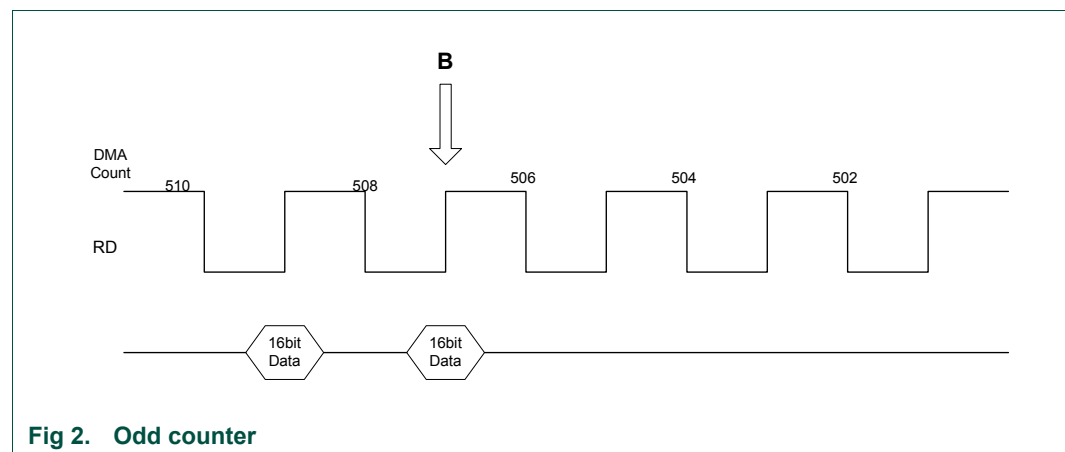 B
DMA
Count
510
508
506
504
502
RD
16bit
Data
16bit
Data
Fig 2. Odd counter